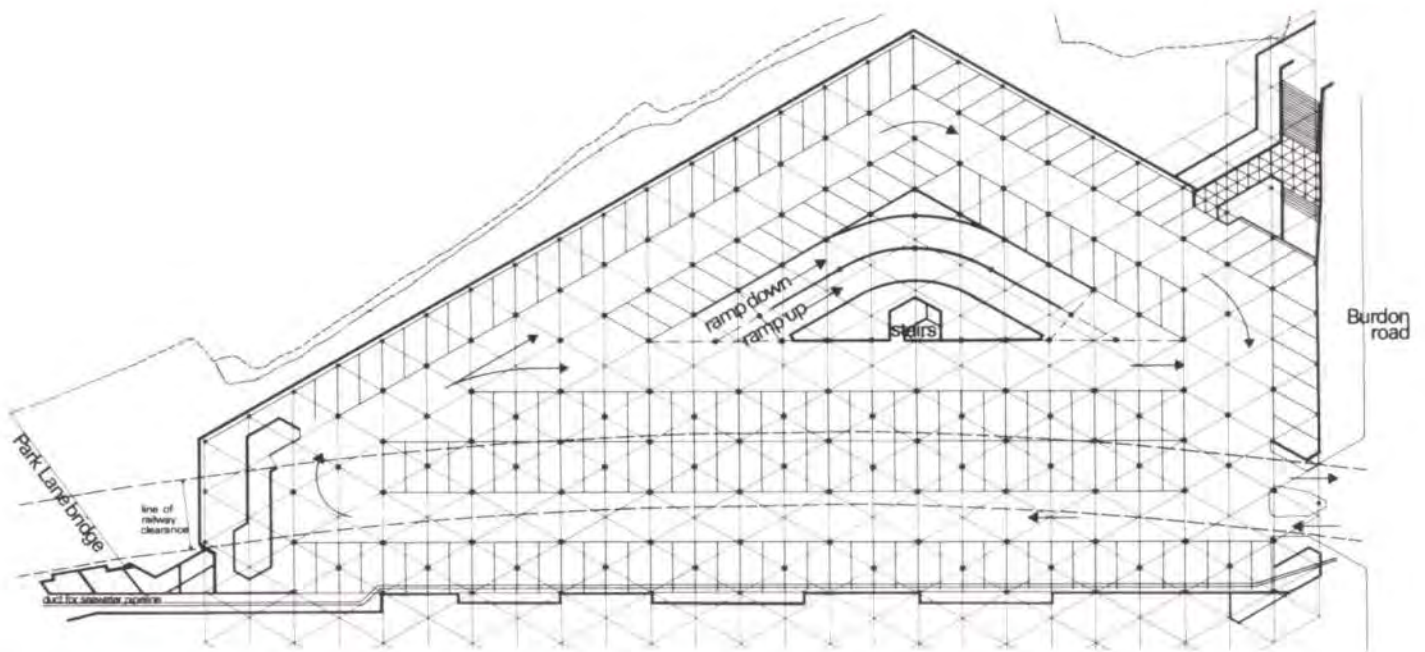 ramp down
ramp up
stairs
Burdon
road
Park Lane bridge
line of
railway
clearance
duct for seawater pipeline